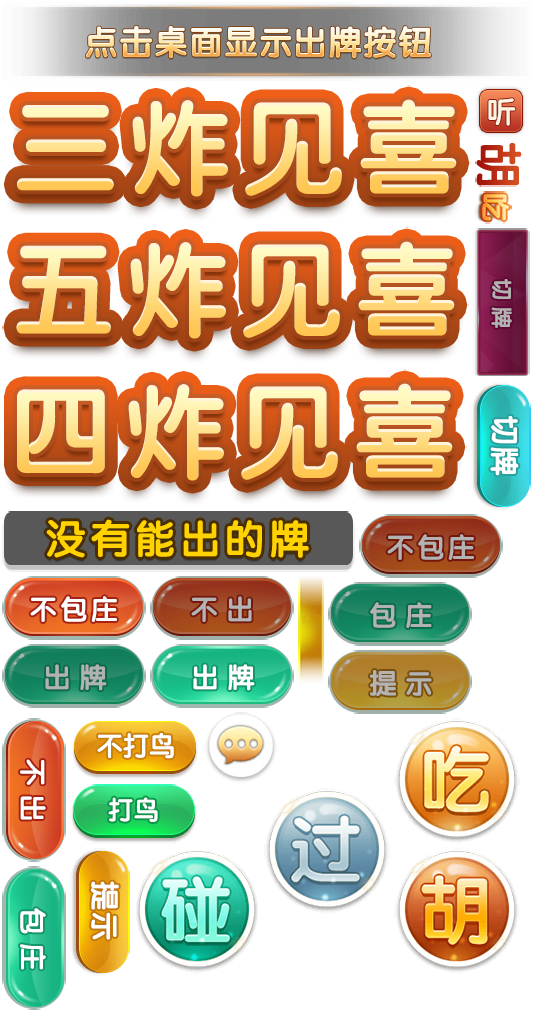 点击桌面显示出牌按钮
三炸见喜
听
胡
吃
五炸见喜
切牌
四炸见喜
切牌
没有能出的牌
不包庄
不包庄
不出
包庄
出牌
出牌
提示
不出
不打鸟
打鸟
吃
过
包庄
提示
碰
胡